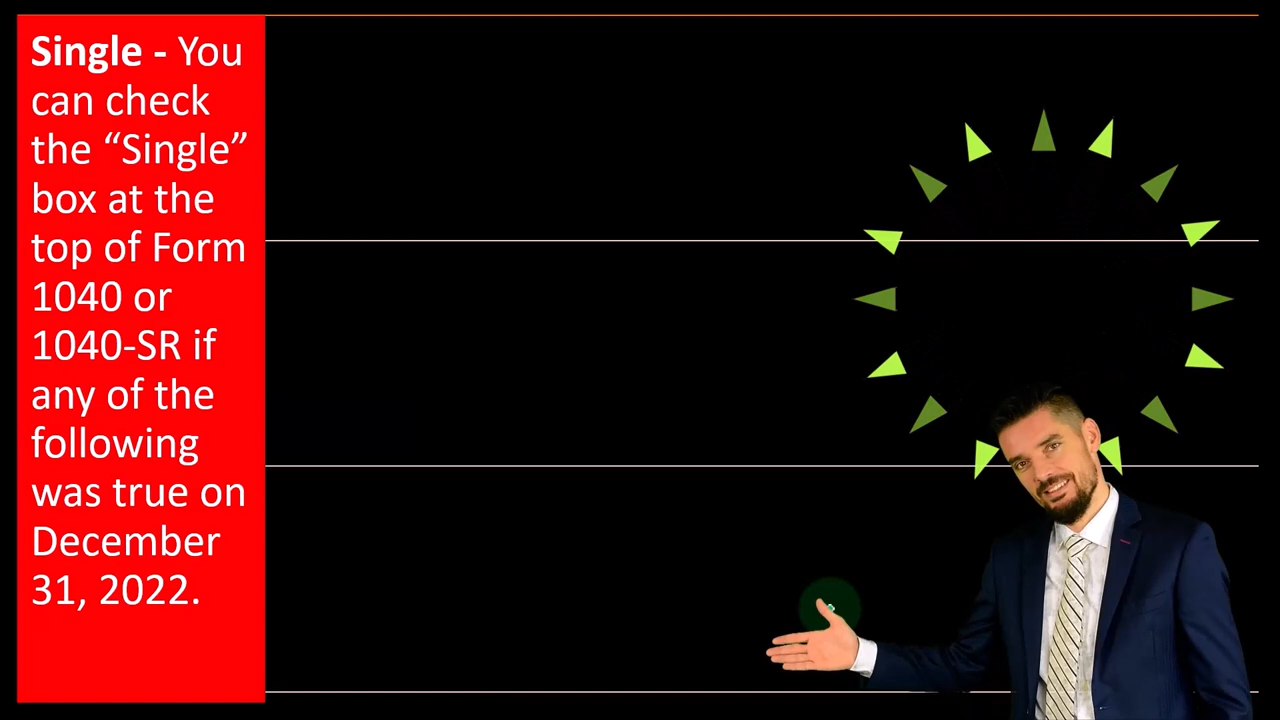 Single - You
can check
the “Single”
box at the
top of Form
1040 or
1040-SR if
any of the
following
was true on
December
31, 2022.